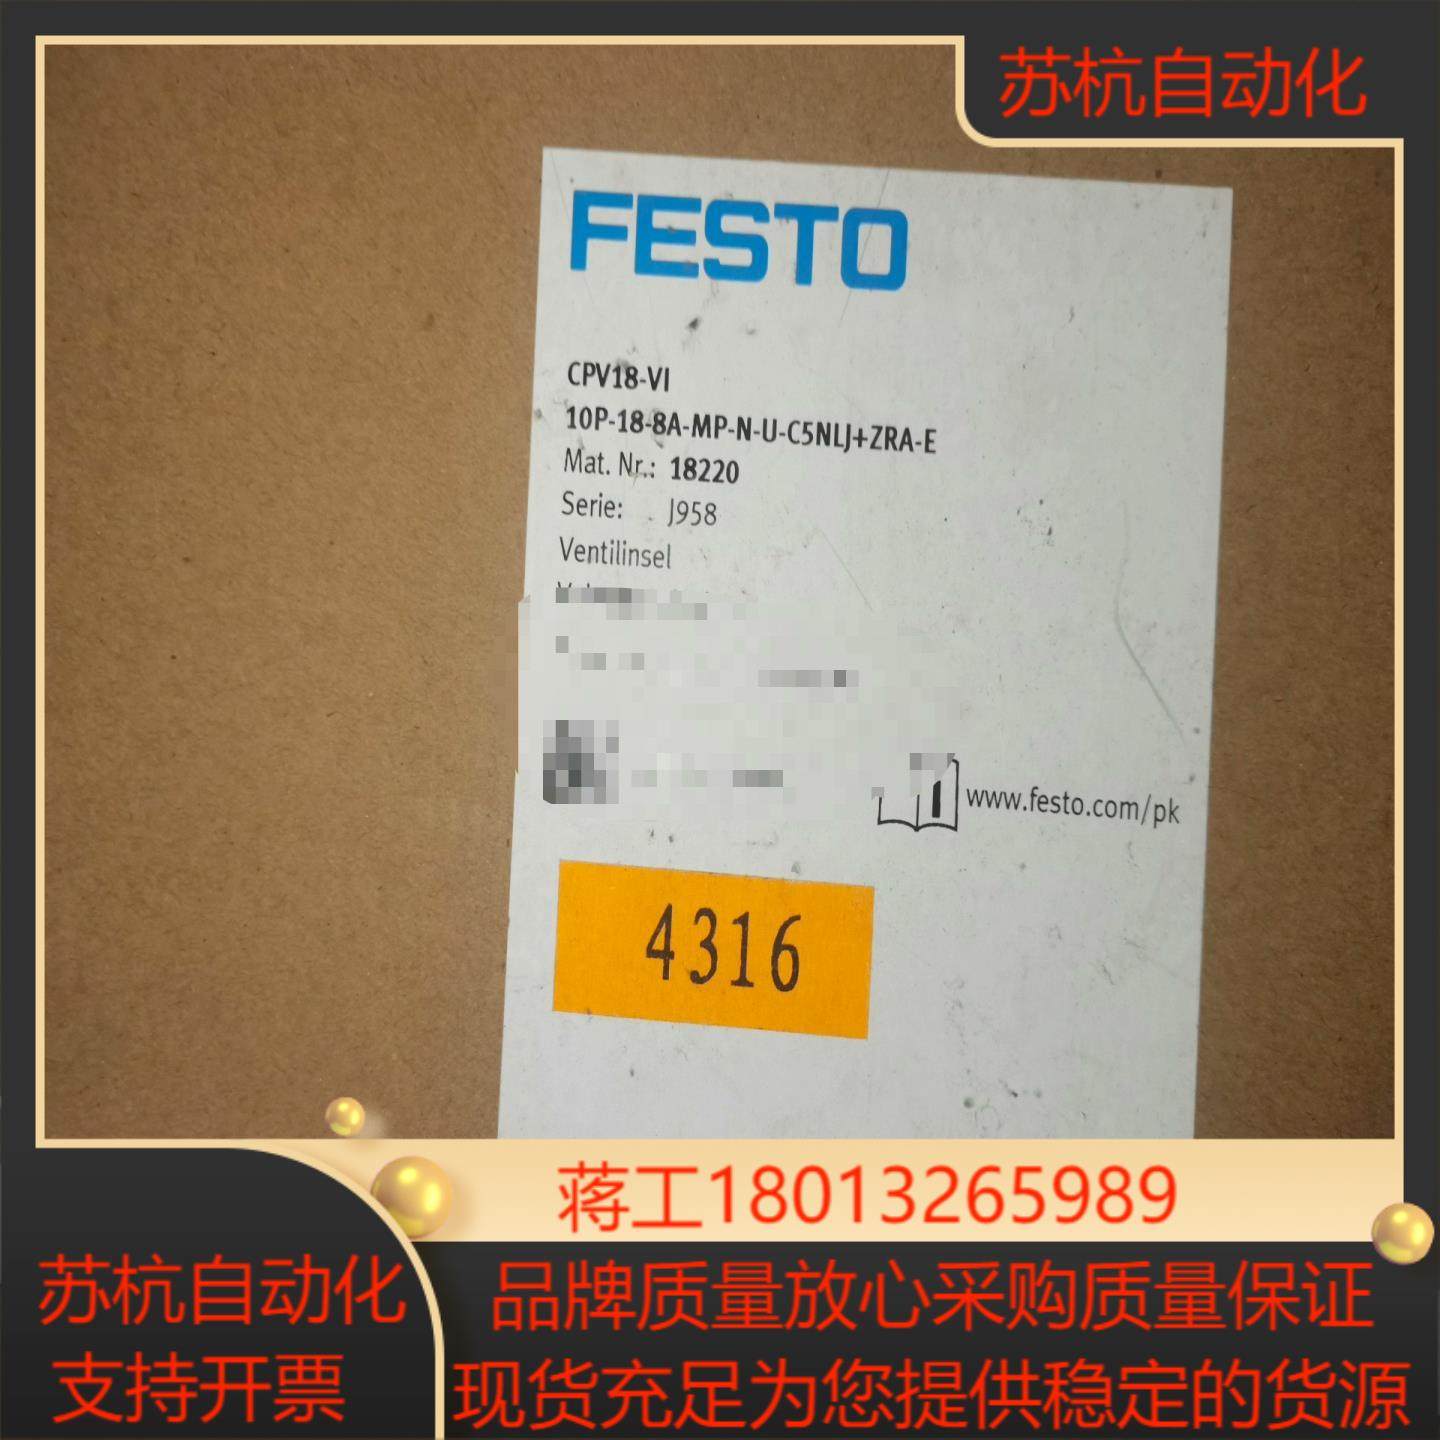 苏杭自动化
FESTO
CPV18-VI
10P-18-8A-MP-N-U-C5NLJ+ZRA-E
Mat. Nr.: 18220
Serie: J958
Ventilinsel
www.festo.com/pk
4316
蒋工18013265989
苏杭自动化
支持开票
品牌质量放心采购质量保证
现货充足为您提供稳定的货源